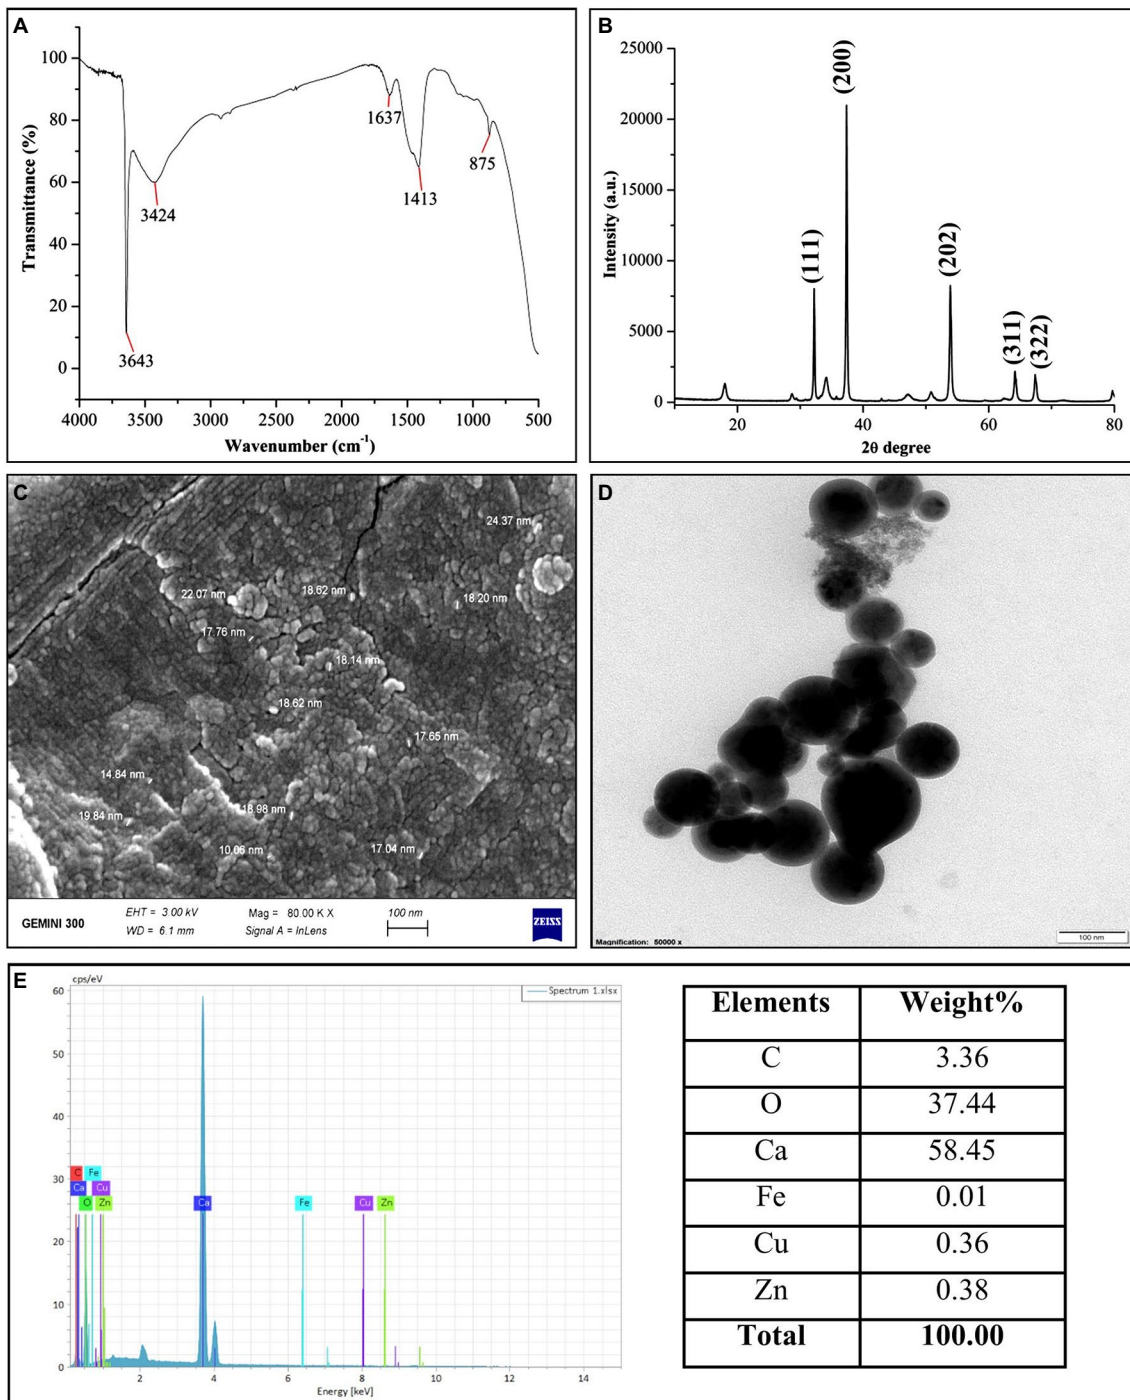 A
100
80
60
40
20
0
Transmittance (%)
1637
875
1413
3424
3643
4000 3500 3000 2500 2000 1500 1000 500
Wavenumber (cm-1)
B
25000
20000
15000
10000
5000
0
Intensity (a.u.)
(111)
(200)
(202)
(311)
(322)
20 40 60 80
2θ degree
C
24.37 nm
22.07 nm
18.62 nm
18.20 nm
17.76 nm
18.14 nm
18.62 nm
17.65 nm
14.84 nm
19.84 nm
18.98 nm
10.06 nm
17.04 nm
GEMINI 300
EHT = 3.00 kV
WD = 6.1 mm
Mag = 80.00 K X
Signal A = InLens
100 nm
ZEISS
D
Magnification: 50000 x
100 nm
E
cps/eV
Spectrum 1.xlsx
60
50
40
30
20
10
0
C Fe
Ca Cu
O Zn
Ca
Fe
Cu
Zn
2 4 6 8 10 12 14
Energy [keV]
Elements Weight%
C 3.36
O 37.44
Ca 58.45
Fe 0.01
Cu 0.36
Zn 0.38
Total 100.00